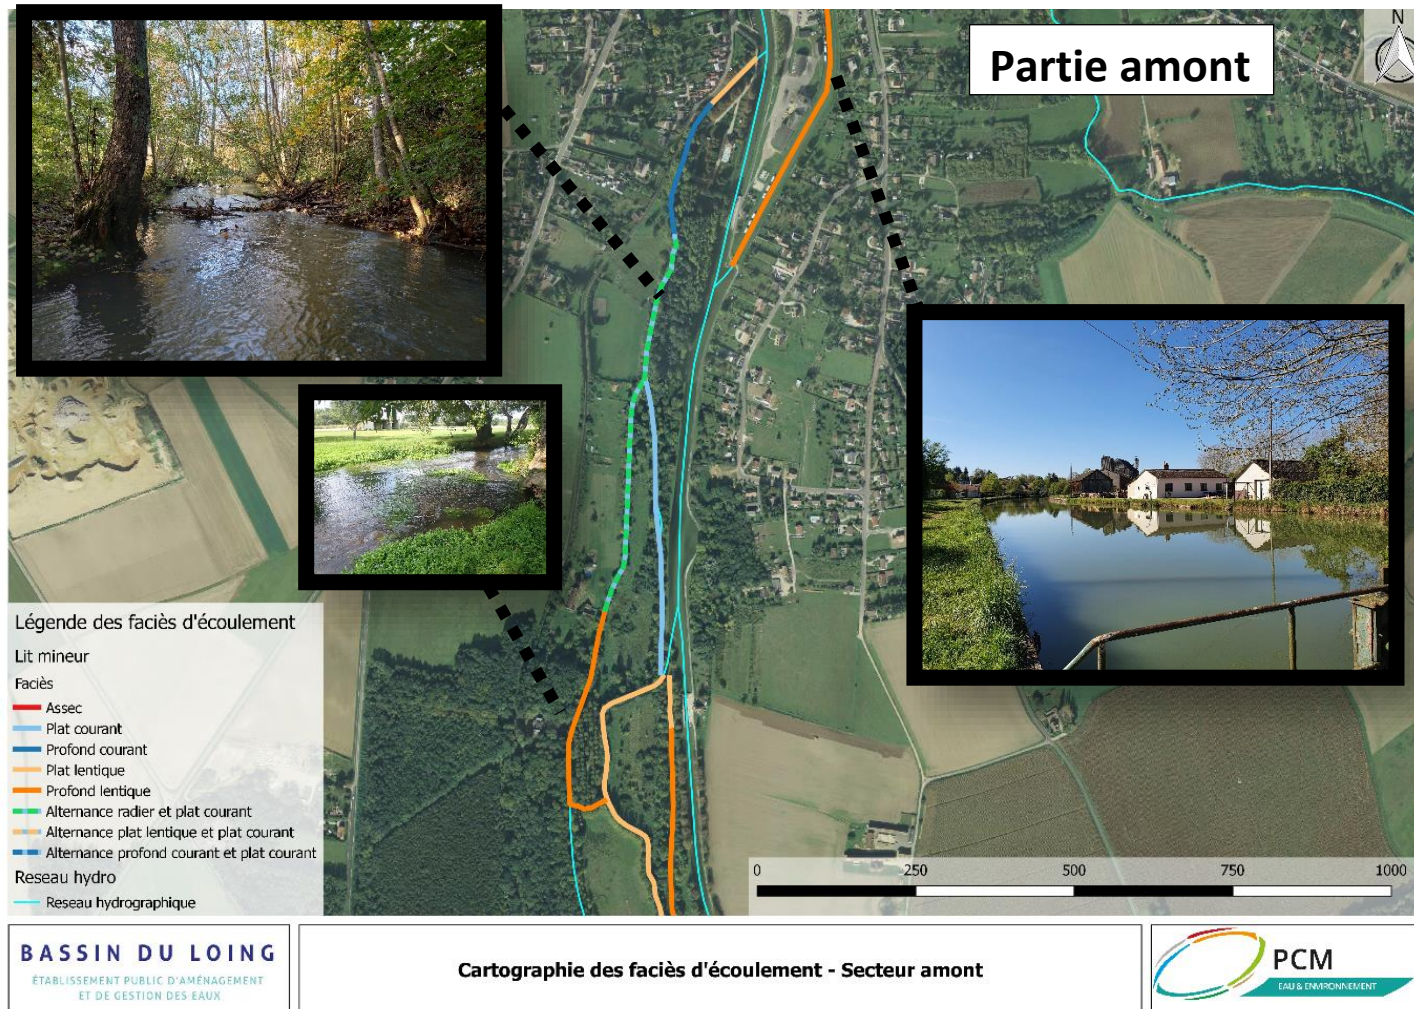 Partie amont
N
Légende des faciès d'écoulement
Lit mineur
Faciès
Assec
Plat courant
Profond courant
Plat lentique
Profond lentique
Alternance radier et plat courant
Alternance plat lentique et plat courant
Alternance profond courant et plat courant
Reseau hydro
Reseau hydrographique
0 250 500 750 1000
BASSIN DU LOING
ÉTABLISSEMENT PUBLIC D'AMÉNAGEMENT
ET DE GESTION DES EAUX
Cartographie des faciès d'écoulement - Secteur amont
PCM
EAU & ENVIRONNEMENT